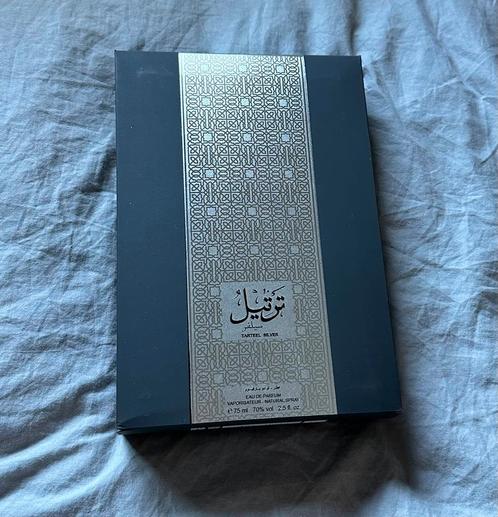 ترتيل
سيلفر
TARTEEL SILVER
EAU DE PARFUM
VAPORISATEUR - NATURAL SPRAY
e 75 ml 70% vol 2.5 fl. oz